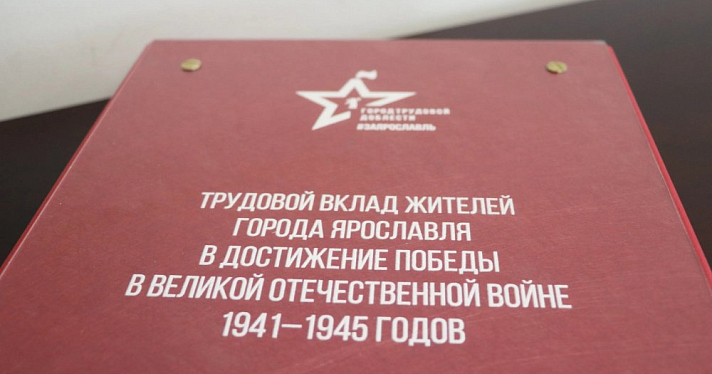 ГОРОД ТРУДОВОЙ
ДОБЛЕСТИ
#ЗАЯРОСЛАВЛЬ
ТРУДОВОЙ ВКЛАД ЖИТЕЛЕЙ
ГОРОДА ЯРОСЛАВЛЯ
В ДОСТИЖЕНИЕ ПОБЕДЫ
В ВЕЛИКОЙ ОТЕЧЕСТВЕННОЙ ВОЙНЕ
1941–1945 ГОДОВ